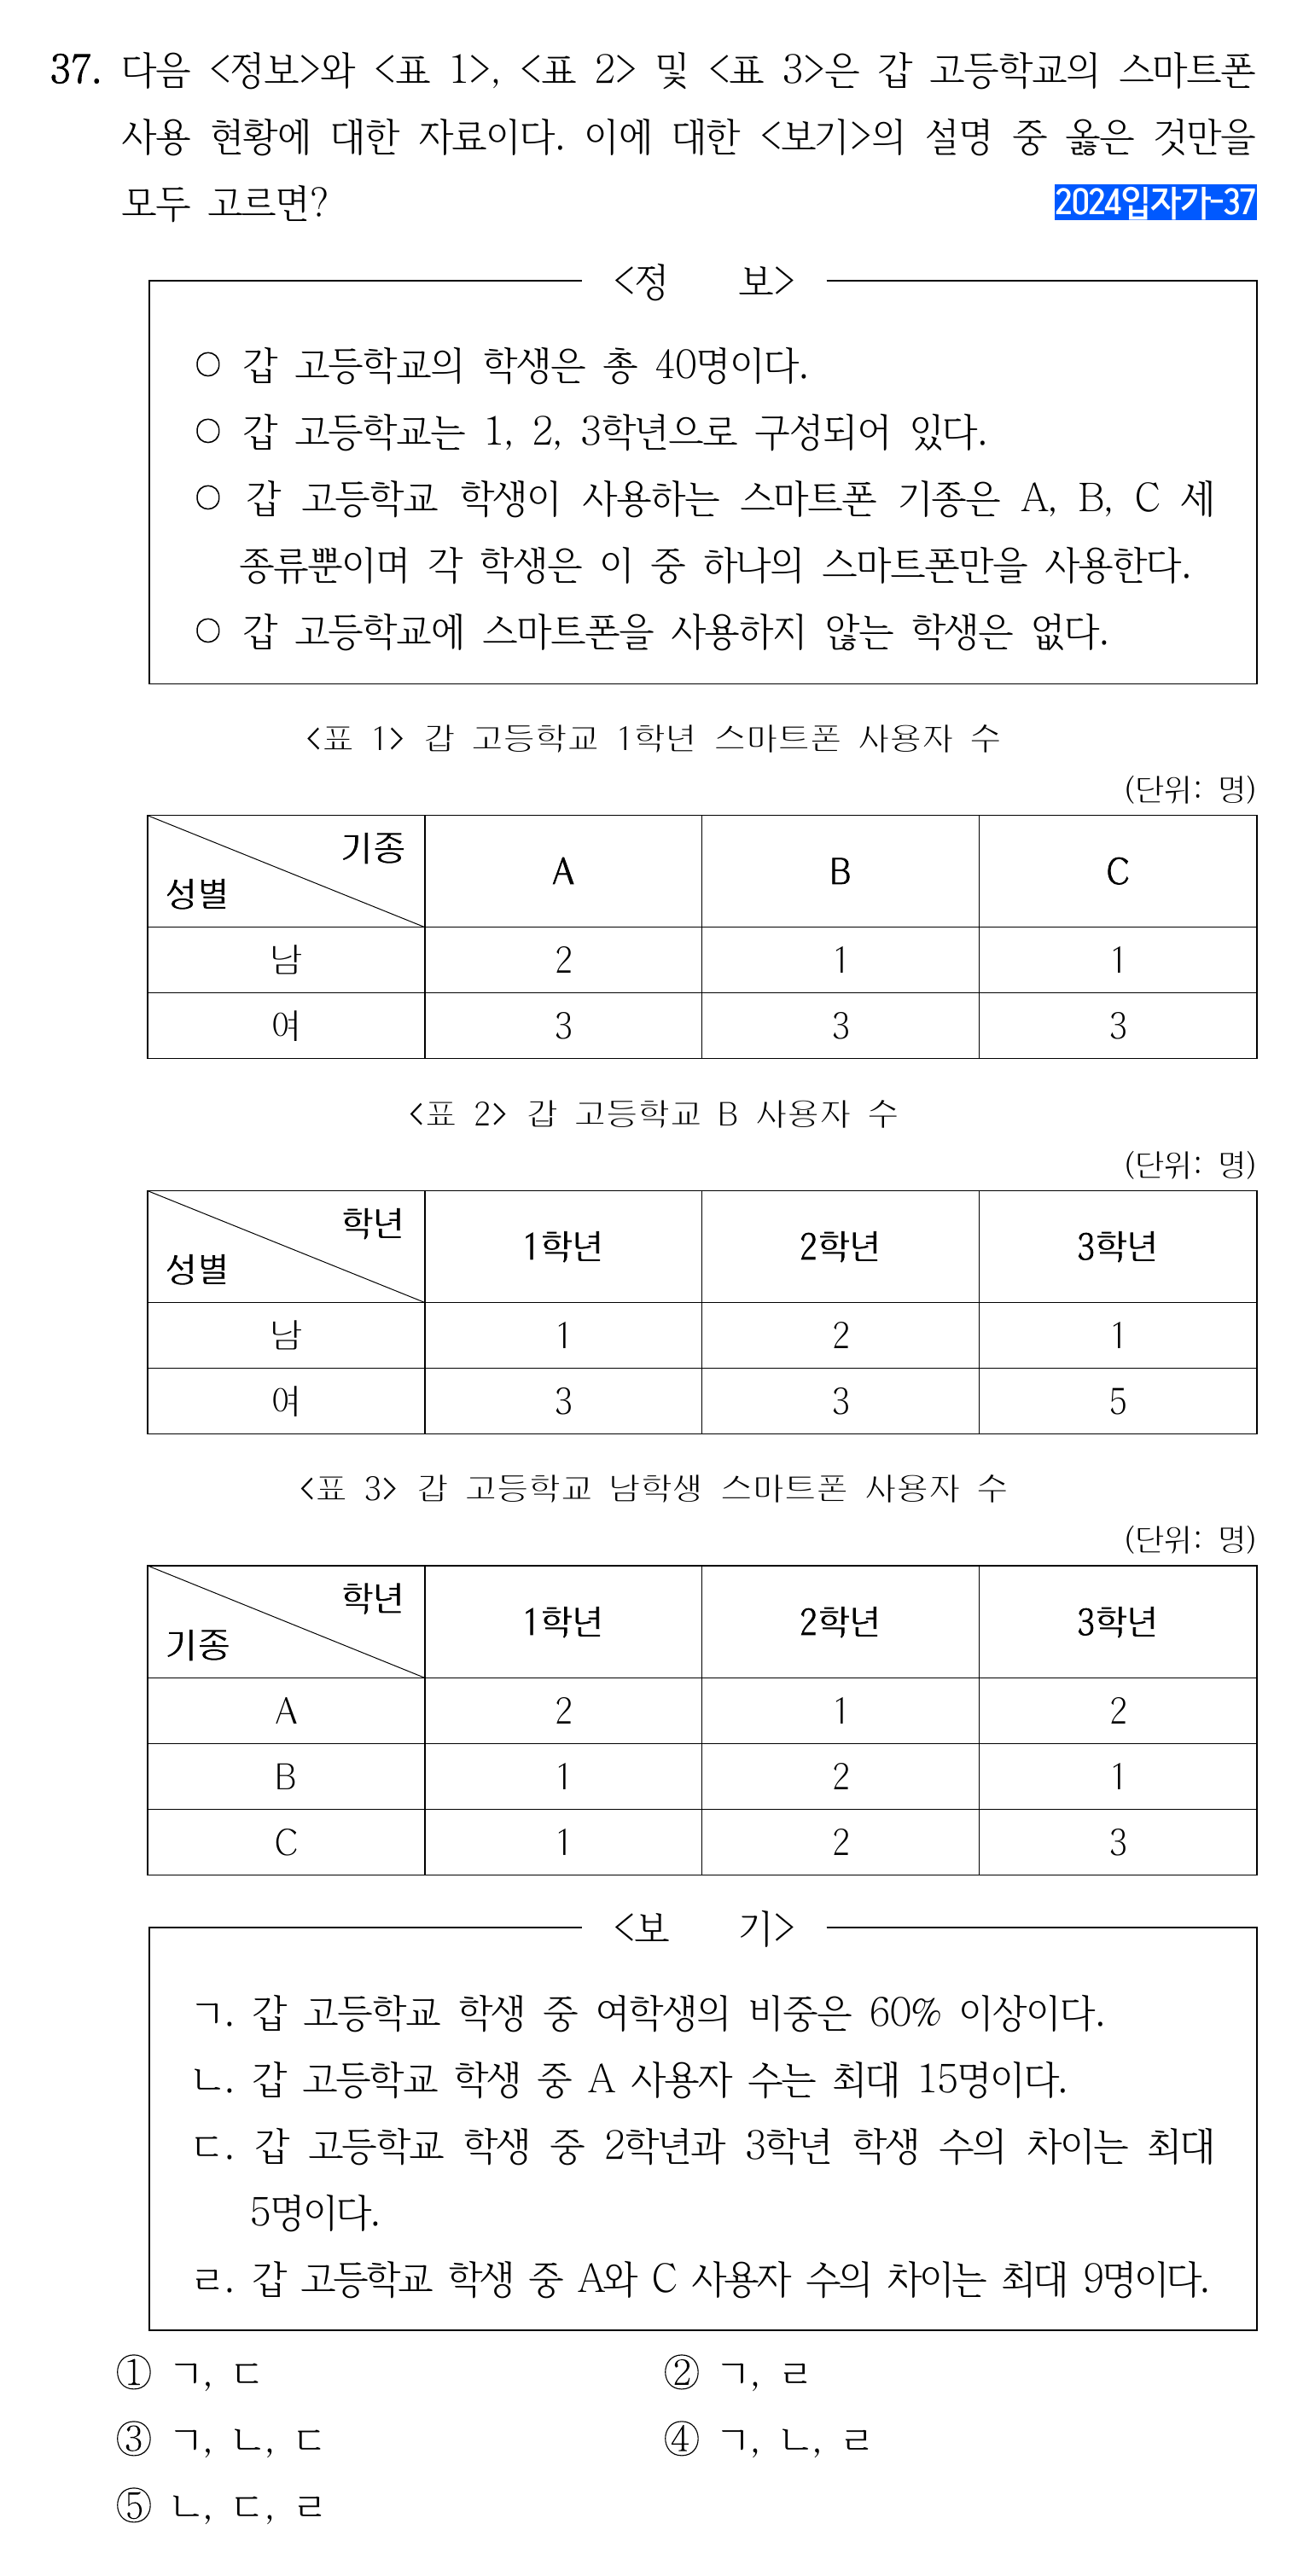 37. 다음 <정보>와 <표 1>, <표 2> 및 <표 3>은 갑 고등학교의 스마트폰
사용 현황에 대한 자료이다. 이에 대한 <보기>의 설명 중 옳은 것만을
모두 고르면?
2024입자가-37
<정 보>
○ 갑 고등학교의 학생은 총 40명이다.
○ 갑 고등학교는 1, 2, 3학년으로 구성되어 있다.
○ 갑 고등학교 학생이 사용하는 스마트폰 기종은 A, B, C 세
종류뿐이며 각 학생은 이 중 하나의 스마트폰만을 사용한다.
○ 갑 고등학교에 스마트폰을 사용하지 않는 학생은 없다.
<표 1> 갑 고등학교 1학년 스마트폰 사용자 수
(단위: 명)
기종
성별
A B C
남 2 1 1
여 3 3 3
<표 2> 갑 고등학교 B 사용자 수
(단위: 명)
학년
성별
1학년 2학년 3학년
남 1 2 1
여 3 3 5
<표 3> 갑 고등학교 남학생 스마트폰 사용자 수
(단위: 명)
학년
기종
1학년 2학년 3학년
A 2 1 2
B 1 2 1
C 1 2 3
<보 기>
ㄱ. 갑 고등학교 학생 중 여학생의 비중은 60% 이상이다.
ㄴ. 갑 고등학교 학생 중 A 사용자 수는 최대 15명이다.
ㄷ. 갑 고등학교 학생 중 2학년과 3학년 학생 수의 차이는 최대
5명이다.
ㄹ. 갑 고등학교 학생 중 A와 C 사용자 수의 차이는 최대 9명이다.
① ㄱ, ㄷ ② ㄱ, ㄹ
③ ㄱ, ㄴ, ㄷ ④ ㄱ, ㄴ, ㄹ
⑤ ㄴ, ㄷ, ㄹ